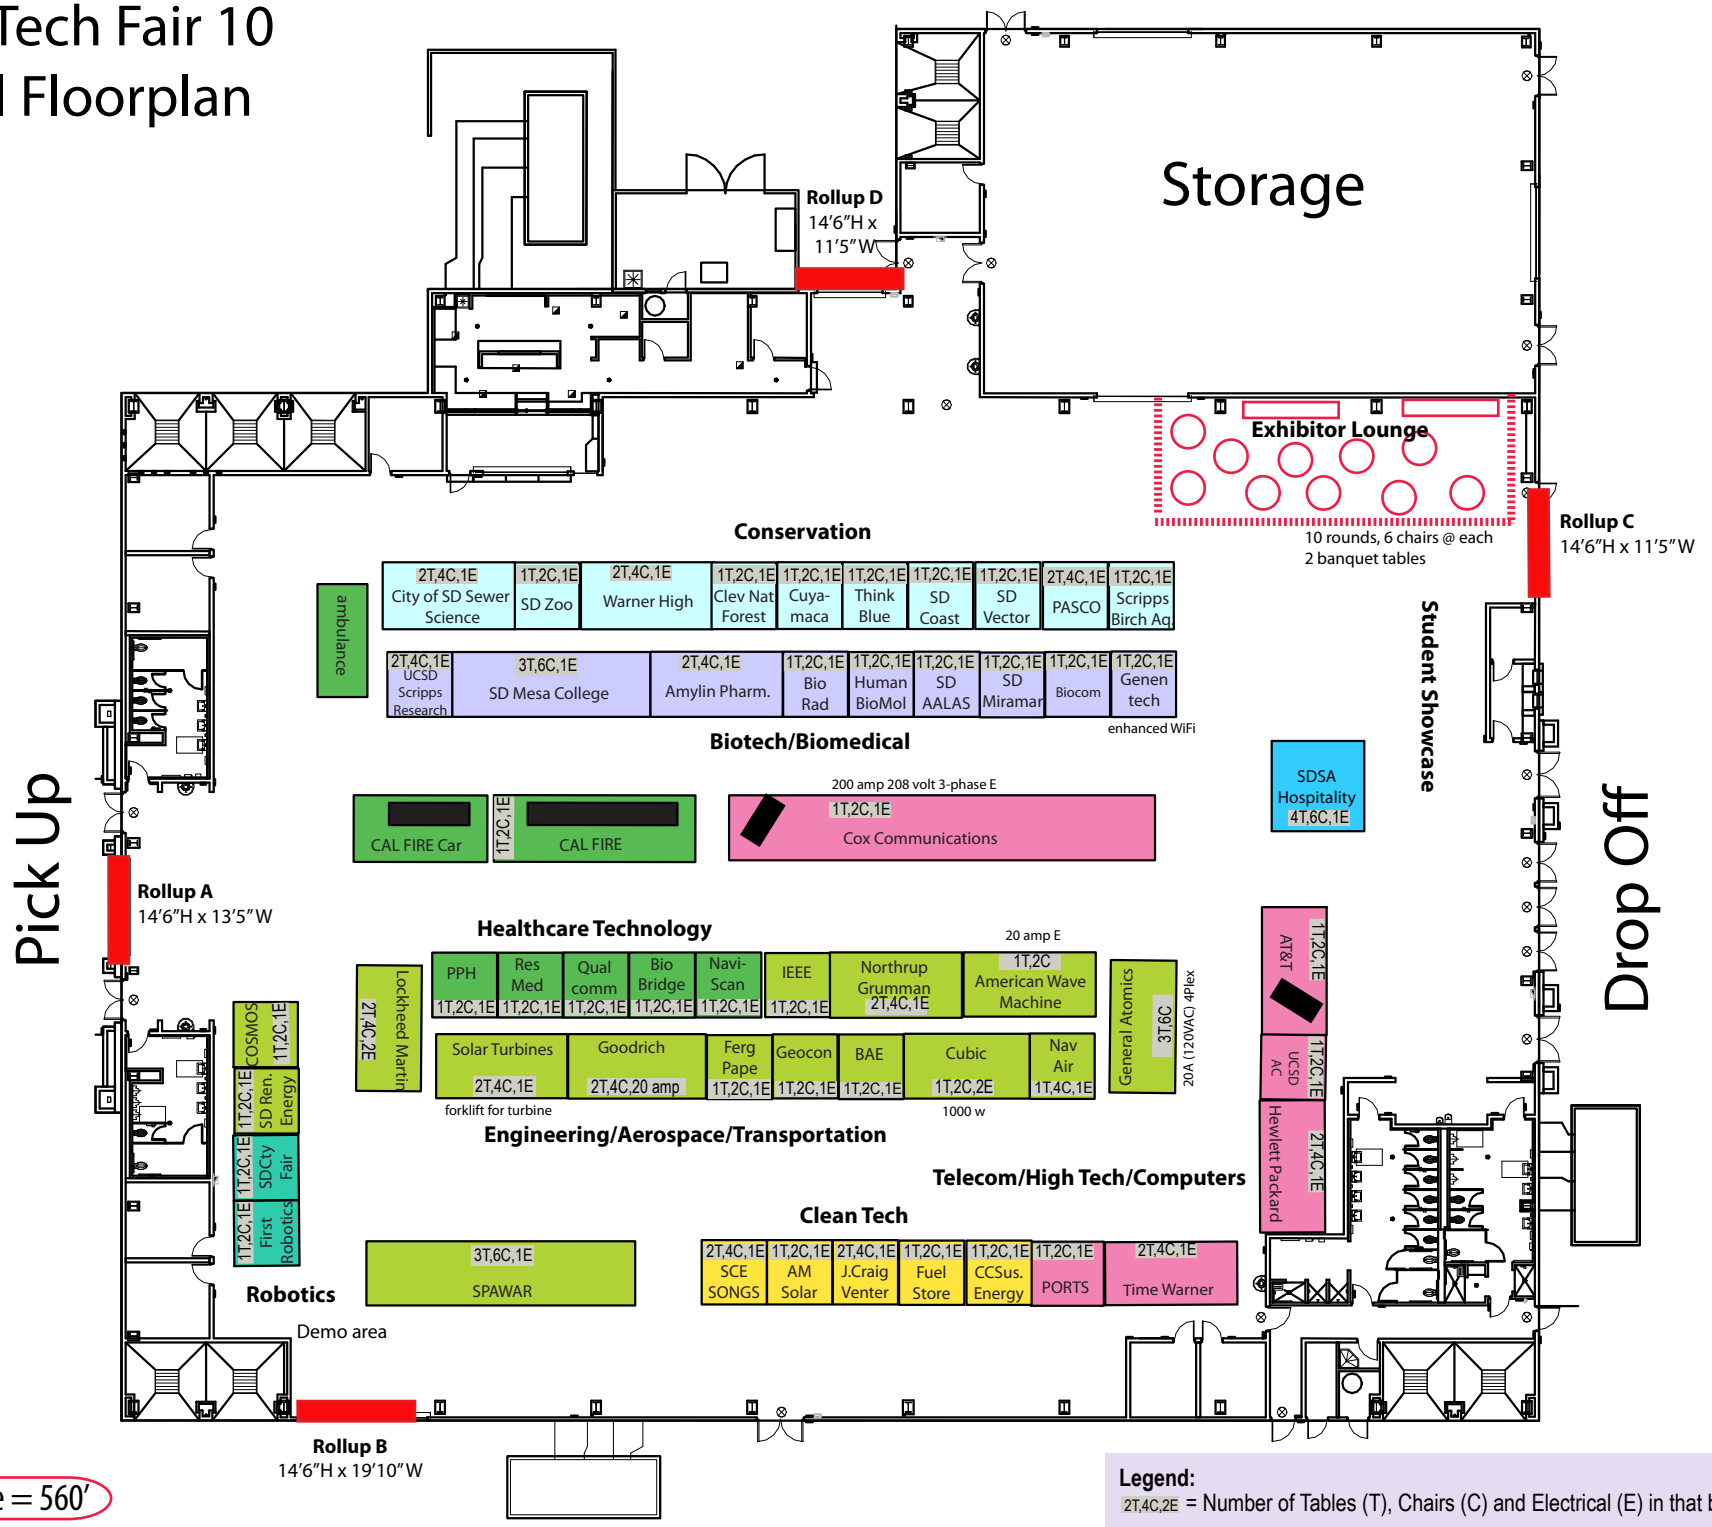 Tech Fair 10
Floorplan
Storage
Rollup D
14'6"H x
11'5" W
Exhibitor Lounge
10 rounds, 6 chairs @ each
2 banquet tables
Rollup C
14'6"H x 11'5" W
Conservation
ambulance
2T,4C,1E
City of SD Sewer
Science
1T,2C,1E
SD Zoo
2T,4C,1E
Warner High
1T,2C,1E
Clev Nat
Forest
1T,2C,1E
Cuya-
maca
1T,2C,1E
Think
Blue
1T,2C,1E
SD
Coast
1T,2C,1E
SD
Vector
2T,4C,1E
PASCO
1T,2C,1E
Scripps
Birch Aq.
2T,4C,1E
UCSD
Scripps
Research
3T,6C,1E
SD Mesa College
2T,4C,1E
Amylin Pharm.
1T,2C,1E
Bio
Rad
1T,2C,1E
Human
BioMol
1T,2C,1E
SD
AALAS
1T,2C,1E
SD
Miramar
1T,2C,1E
Biocom
1T,2C,1E
Genen
tech
enhanced WiFi
Biotech/Biomedical
Student Showcase
SDSA
Hospitality
4T,6C,1E
Pick Up
Drop Off
CAL FIRE Car
1T,2C,1E
CAL FIRE
200 amp 208 volt 3-phase E
1T,2C,1E
Cox Communications
Rollup A
14'6"H x 13'5" W
Healthcare Technology
20 amp E
Lockheed Martin
2T,4C,2E
PPH
1T,2C,1E
Res
Med
1T,2C,1E
Qual
comm
1T,2C,1E
Bio
Bridge
1T,2C,1E
Navi-
Scan
1T,2C,1E
IEEE
1T,2C,1E
Northrup
Grumman
2T,4C,1E
1T,2C
American Wave
Machine
General Atomics
3T,6C
20A (120VAC) 4Plex
AT&T
1T,2C,1E
UCSD
AC
1T,2C,1E
Hewlett Packard
2T,4C,1E
COSMOS
1T,2C,1E
1T,2C,1E
SD Ren.
Energy
1T,2C,1E
SDCty
Fair
1T,2C,1E
First
Robotics
Solar Turbines
2T,4C,1E
Goodrich
2T,4C,20 amp
Ferg
Pape
1T,2C,1E
Geocon
1T,2C,1E
BAE
1T,2C,1E
Cubic
1T,2C,2E
Nav
Air
1T,4C,1E
forklift for turbine
1000 w
Engineering/Aerospace/Transportation
Telecom/High Tech/Computers
Clean Tech
Robotics
Demo area
3T,6C,1E
SPAWAR
2T,4C,1E
SCE
SONGS
1T,2C,1E
AM
Solar
2T,4C,1E
J.Craig
Venter
1T,2C,1E
Fuel
Store
1T,2C,1E
CCSus.
Energy
1T,2C,1E
PORTS
2T,4C,1E
Time Warner
Rollup B
14'6"H x 19'10" W
= 560'
Legend:
2T,4C,2E = Number of Tables (T), Chairs (C) and Electrical (E) in that